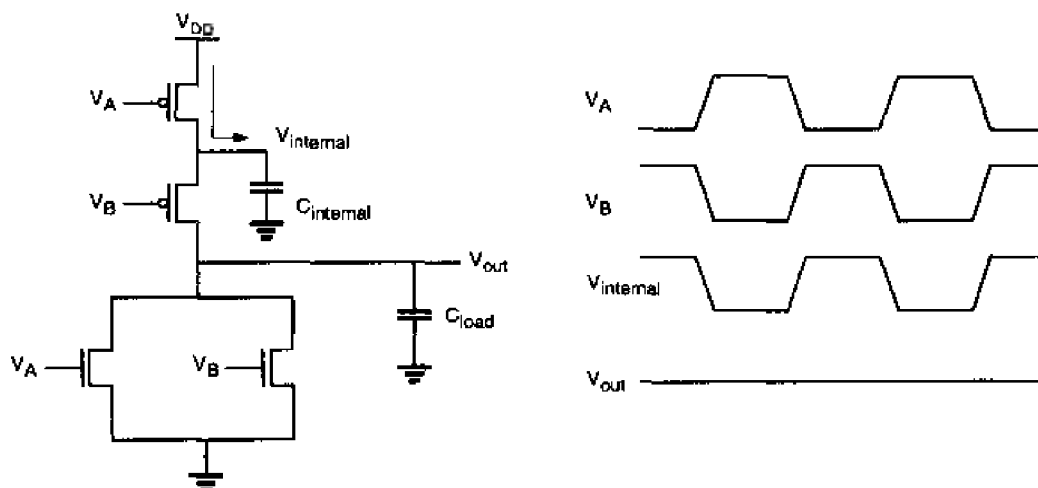 V_DD
V_A
V_internal
V_B
C_internal
V_out
C_load
V_A
V_B
V_A
V_B
V_internal
V_out